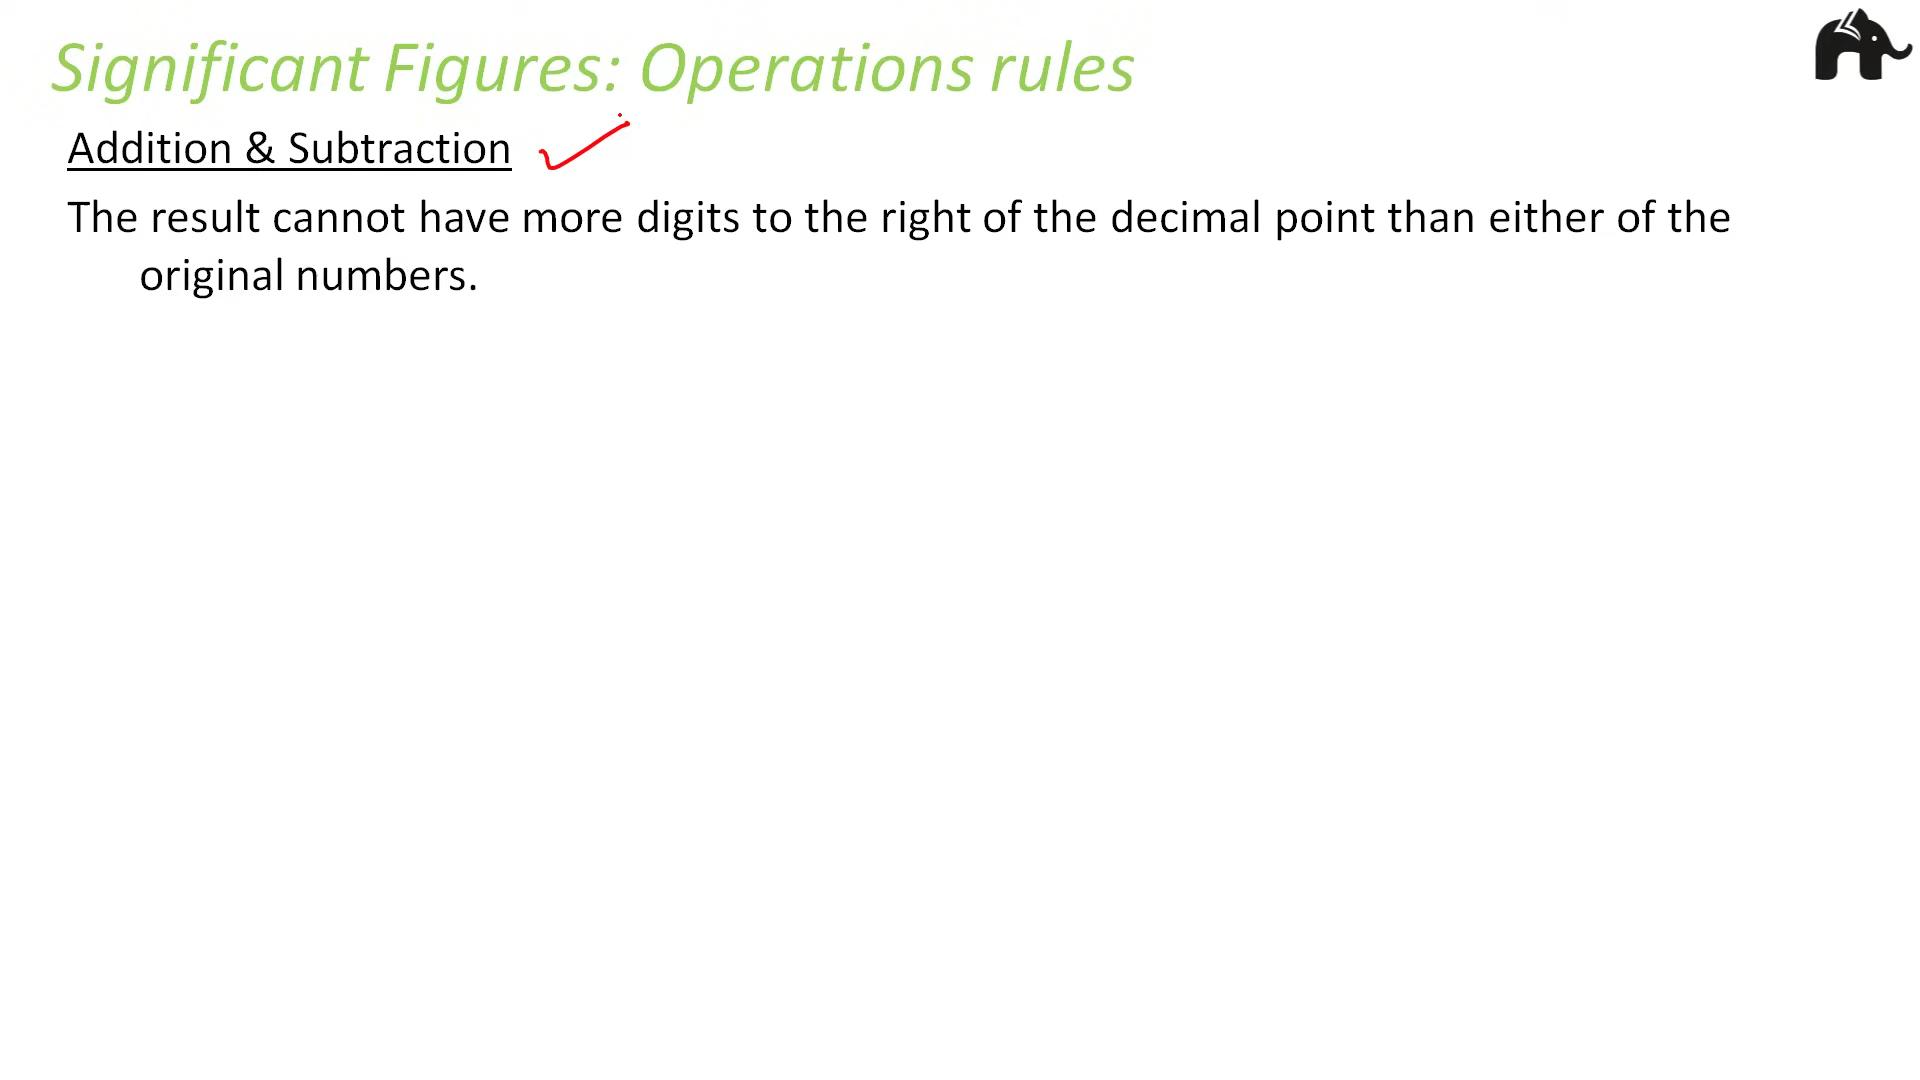 Significant Figures: Operations rules
Addition & Subtraction
The result cannot have more digits to the right of the decimal point than either of the
original numbers.